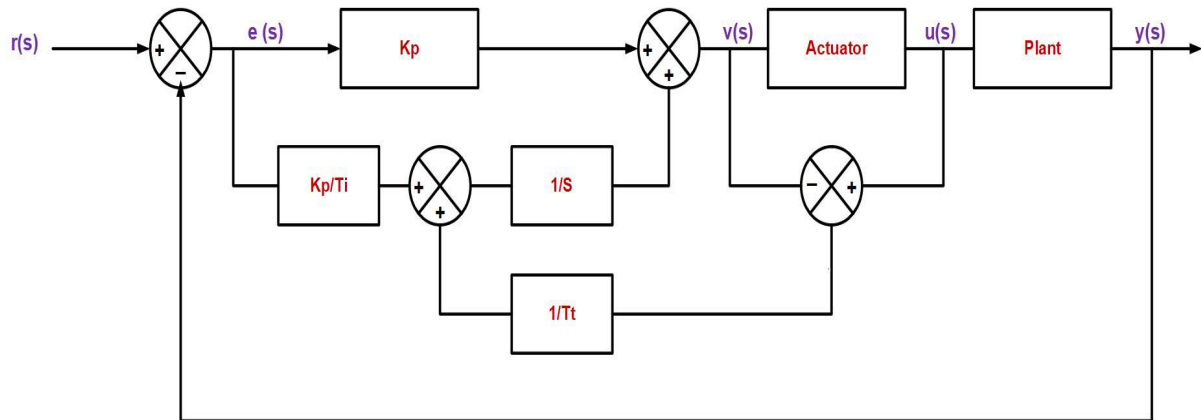 r(s)
+
−
e (s)
Kp
+
+
v(s)
Actuator
u(s)
Plant
y(s)
Kp/Ti
+
+
1/S
−
+
1/Tt